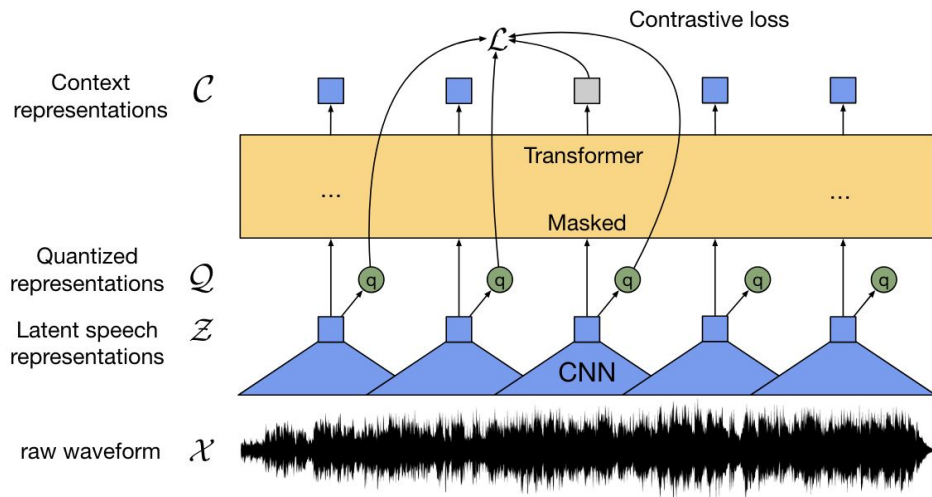 Contrastive loss
ℒ
Context
representations
𝒞
Transformer
...
...
Masked
Quantized
representations
𝒬
q
q
q
q
q
Latent speech
representations
𝒵
CNN
raw waveform
𝒳